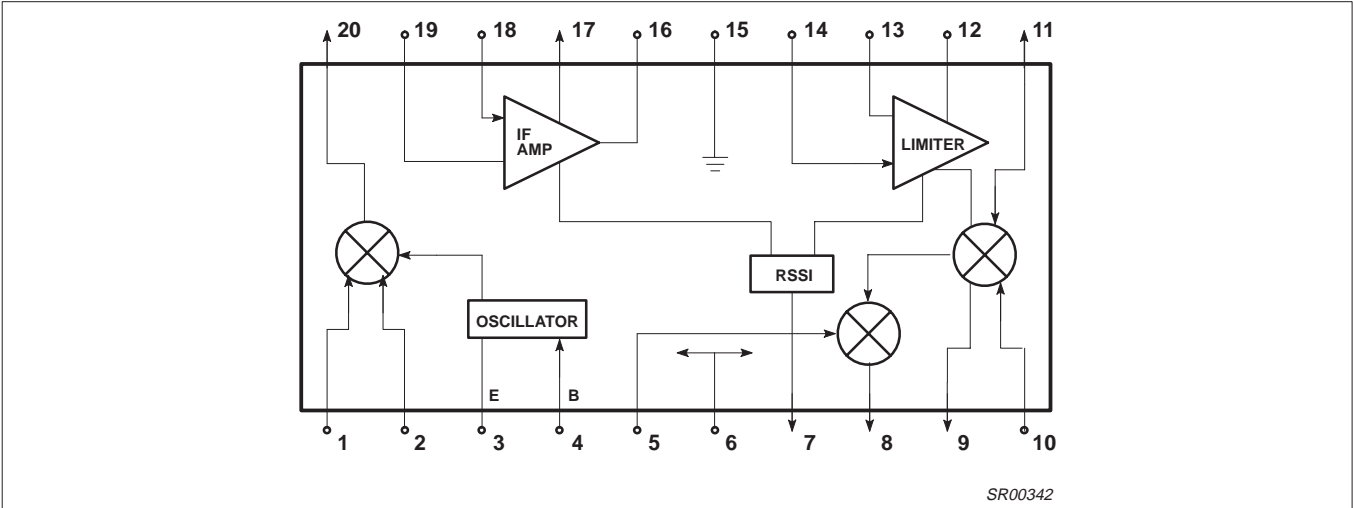 20 19 18 17 16 15 14 13 12 11
IF
AMP
LIMITER
RSSI
OSCILLATOR
E B
1 2 3 4 5 6 7 8 9 10
SR00342